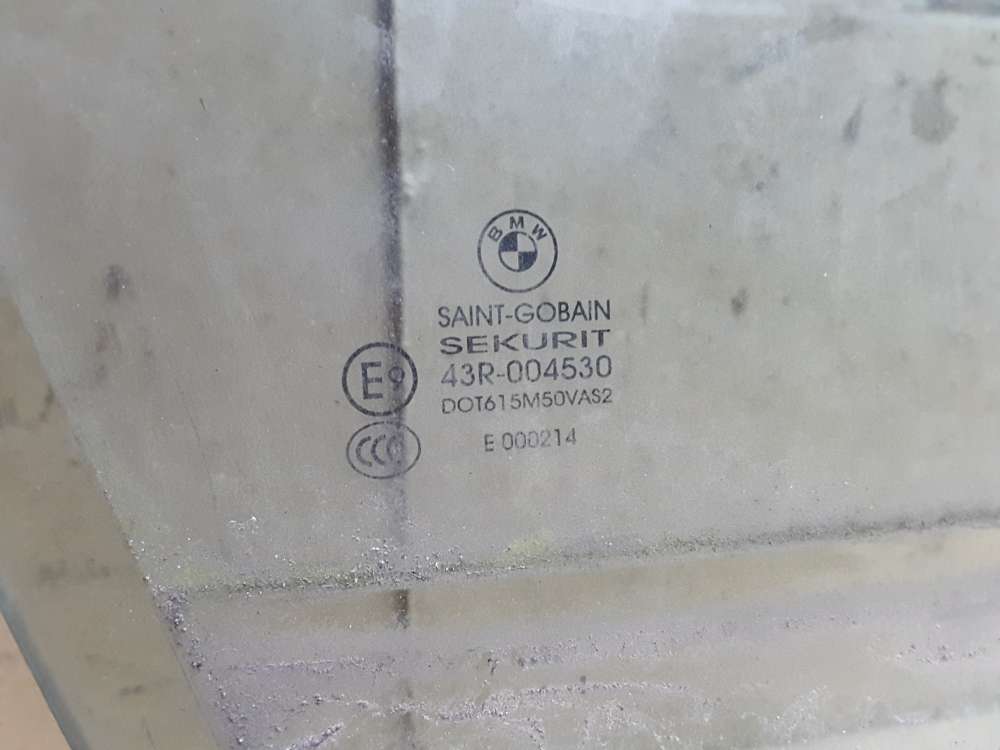 BMW
SAINT-GOBAIN
SEKURIT
E9
43R-004530
DOT615M50VAS2
CCC
E 000214